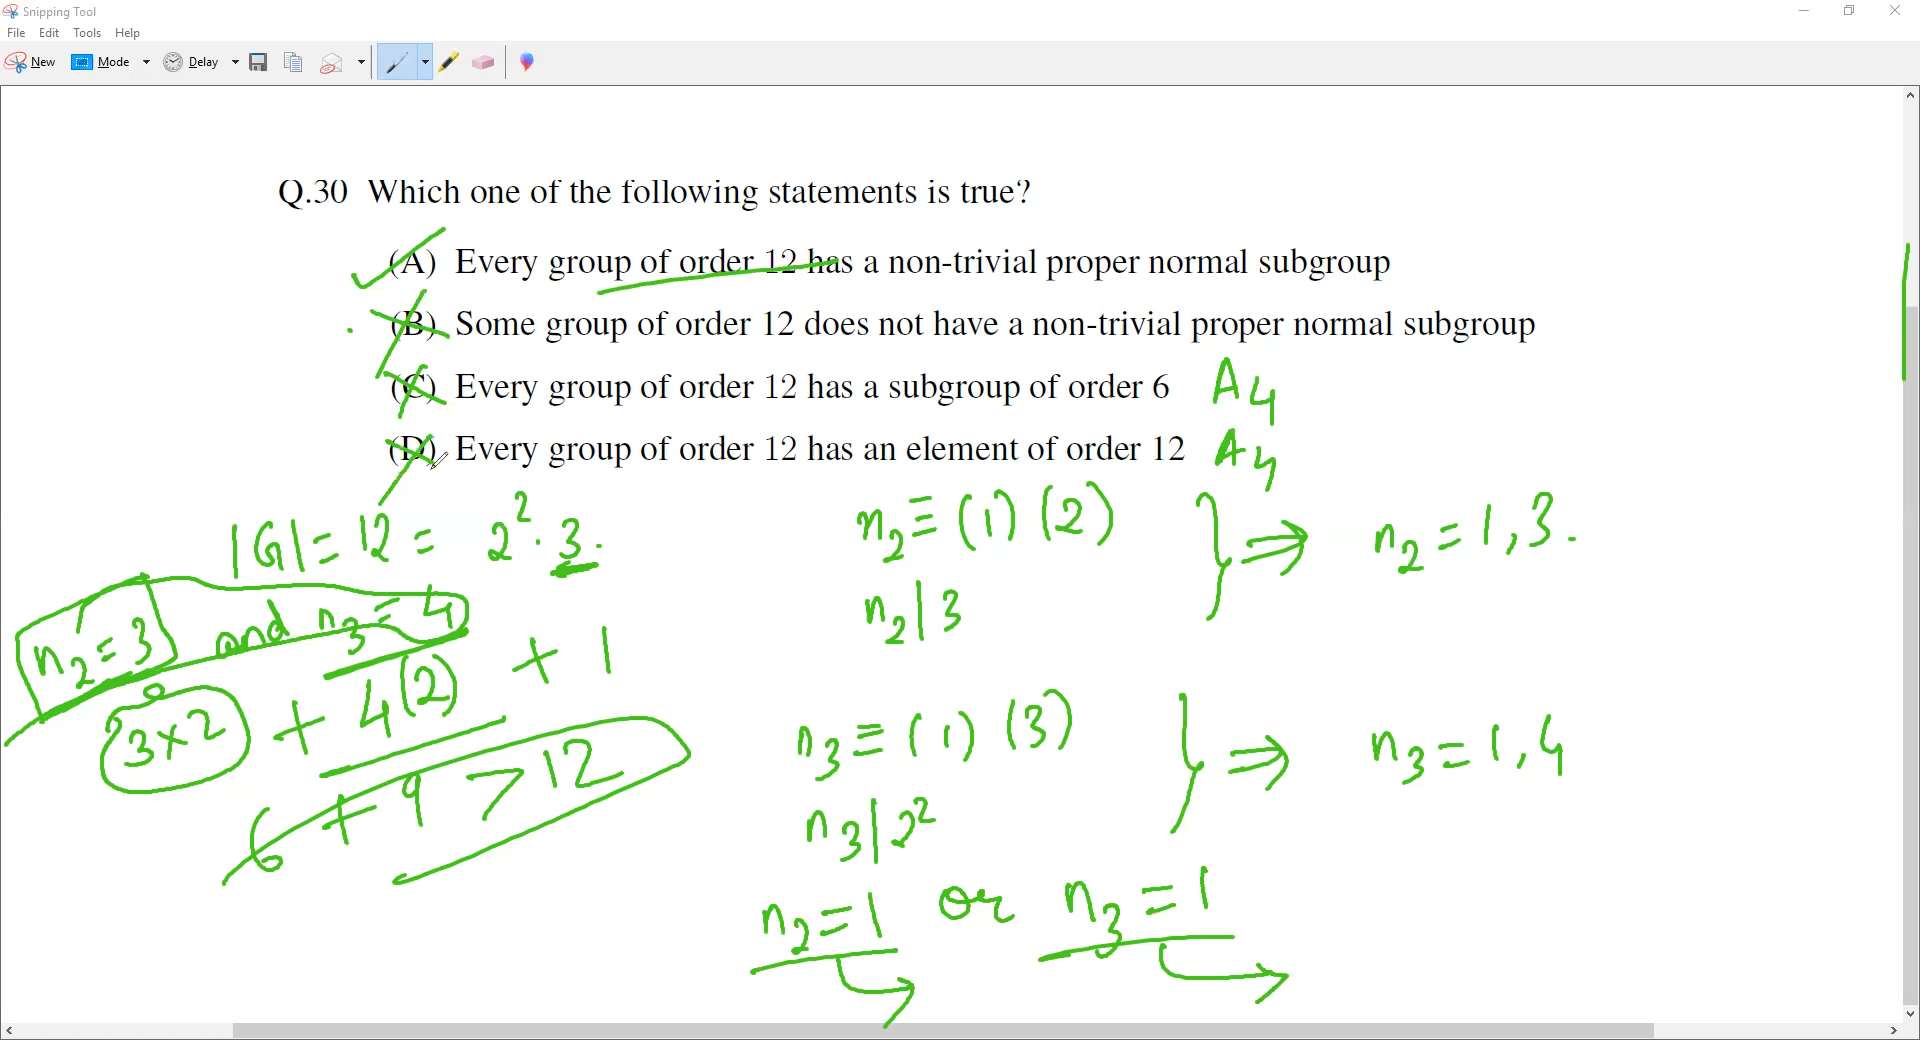 Snipping Tool
File Edit Tools Help
New Mode Delay
Q.30 Which one of the following statements is true?
(A) Every group of order 12 has a non-trivial proper normal subgroup
(B) Some group of order 12 does not have a non-trivial proper normal subgroup
(C) Every group of order 12 has a subgroup of order 6 A4
(D) Every group of order 12 has an element of order 12 A4
|G| = 12 = 2² · 3.
n₂ = 3 and n₃ = 4
3×2 + 4(2) + 1
6 + 9 > 12
n₂ ≡ (1) (2) ⇒ n₂ = 1, 3.
n₂ | 3
n₃ ≡ (1) (3) ⇒ n₃ = 1, 4
n₃ | 2²
n₂ = 1 or n₃ = 1